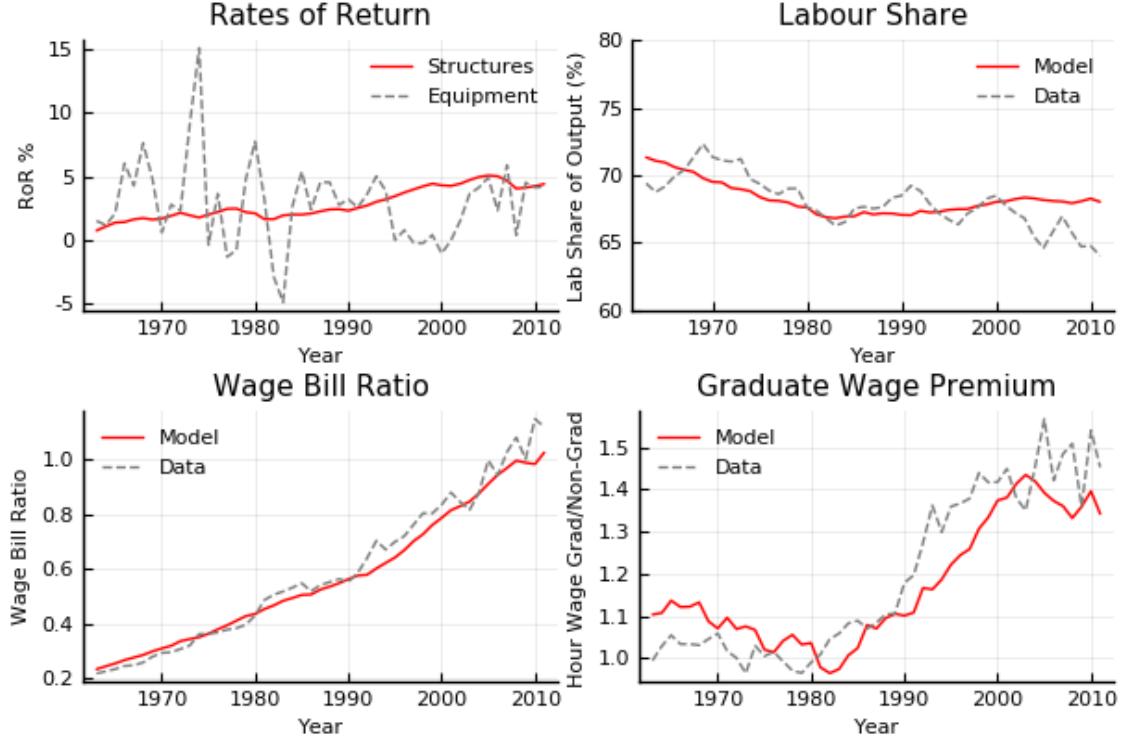 Rates of Return
RoR %
15
10
5
0
-5
Structures
Equipment
1970 1980 1990 2000 2010
Year
Labour Share
Lab Share of Output (%)
80
75
70
65
60
Model
Data
1970 1980 1990 2000 2010
Year
Wage Bill Ratio
Wage Bill Ratio
1.0
0.8
0.6
0.4
0.2
Model
Data
1970 1980 1990 2000 2010
Year
Graduate Wage Premium
Hour Wage Grad/Non-Grad
1.5
1.4
1.3
1.2
1.1
1.0
Model
Data
1970 1980 1990 2000 2010
Year